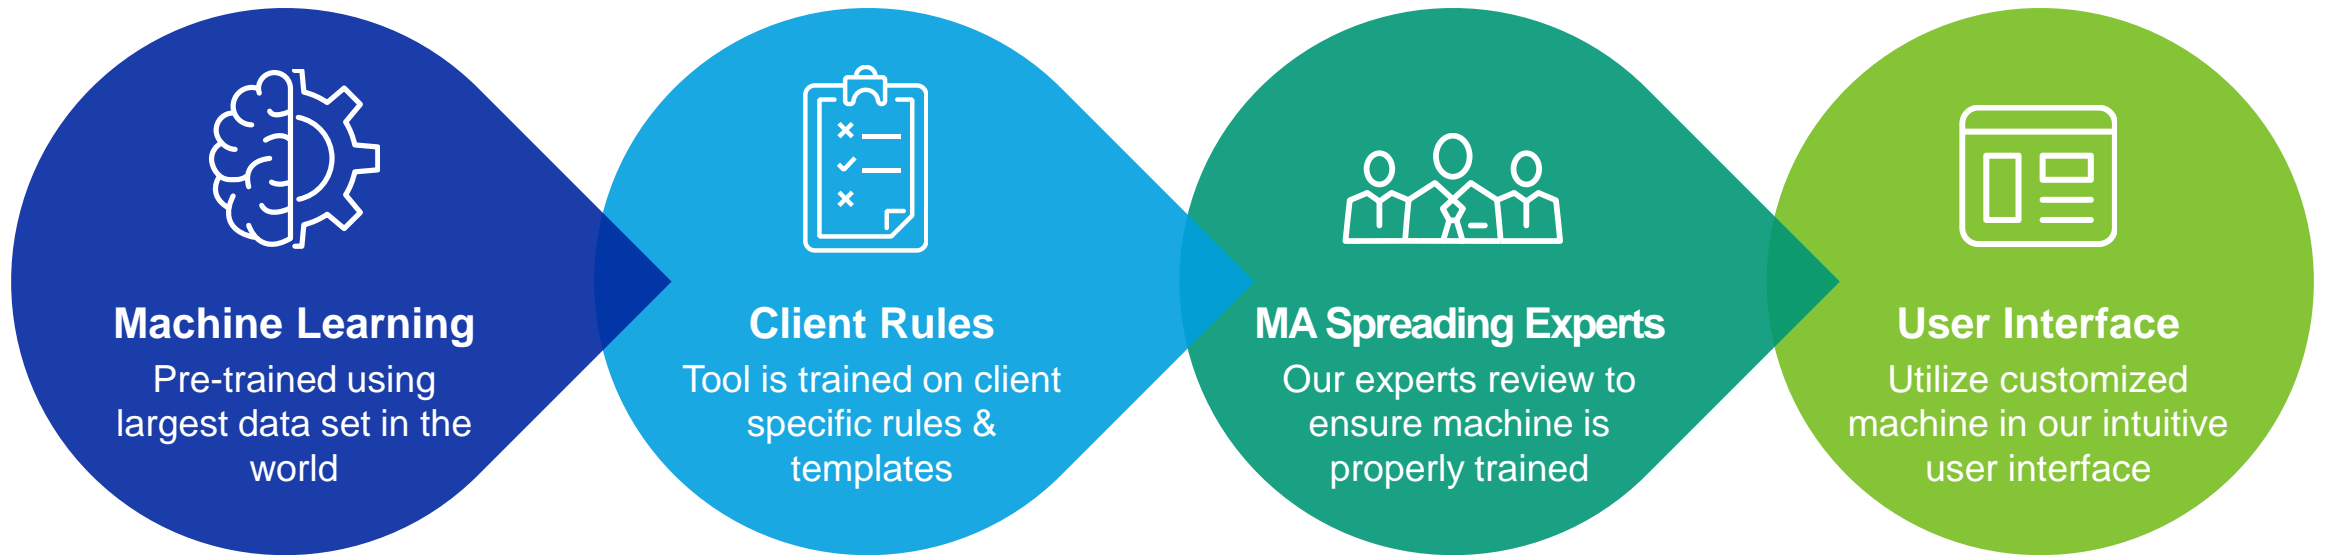 Machine Learning
Pre-trained using
largest data set in the
world
Client Rules
Tool is trained on client
specific rules &
templates
MA Spreading Experts
Our experts review to
ensure machine is
properly trained
User Interface
Utilize customized
machine in our intuitive
user interface